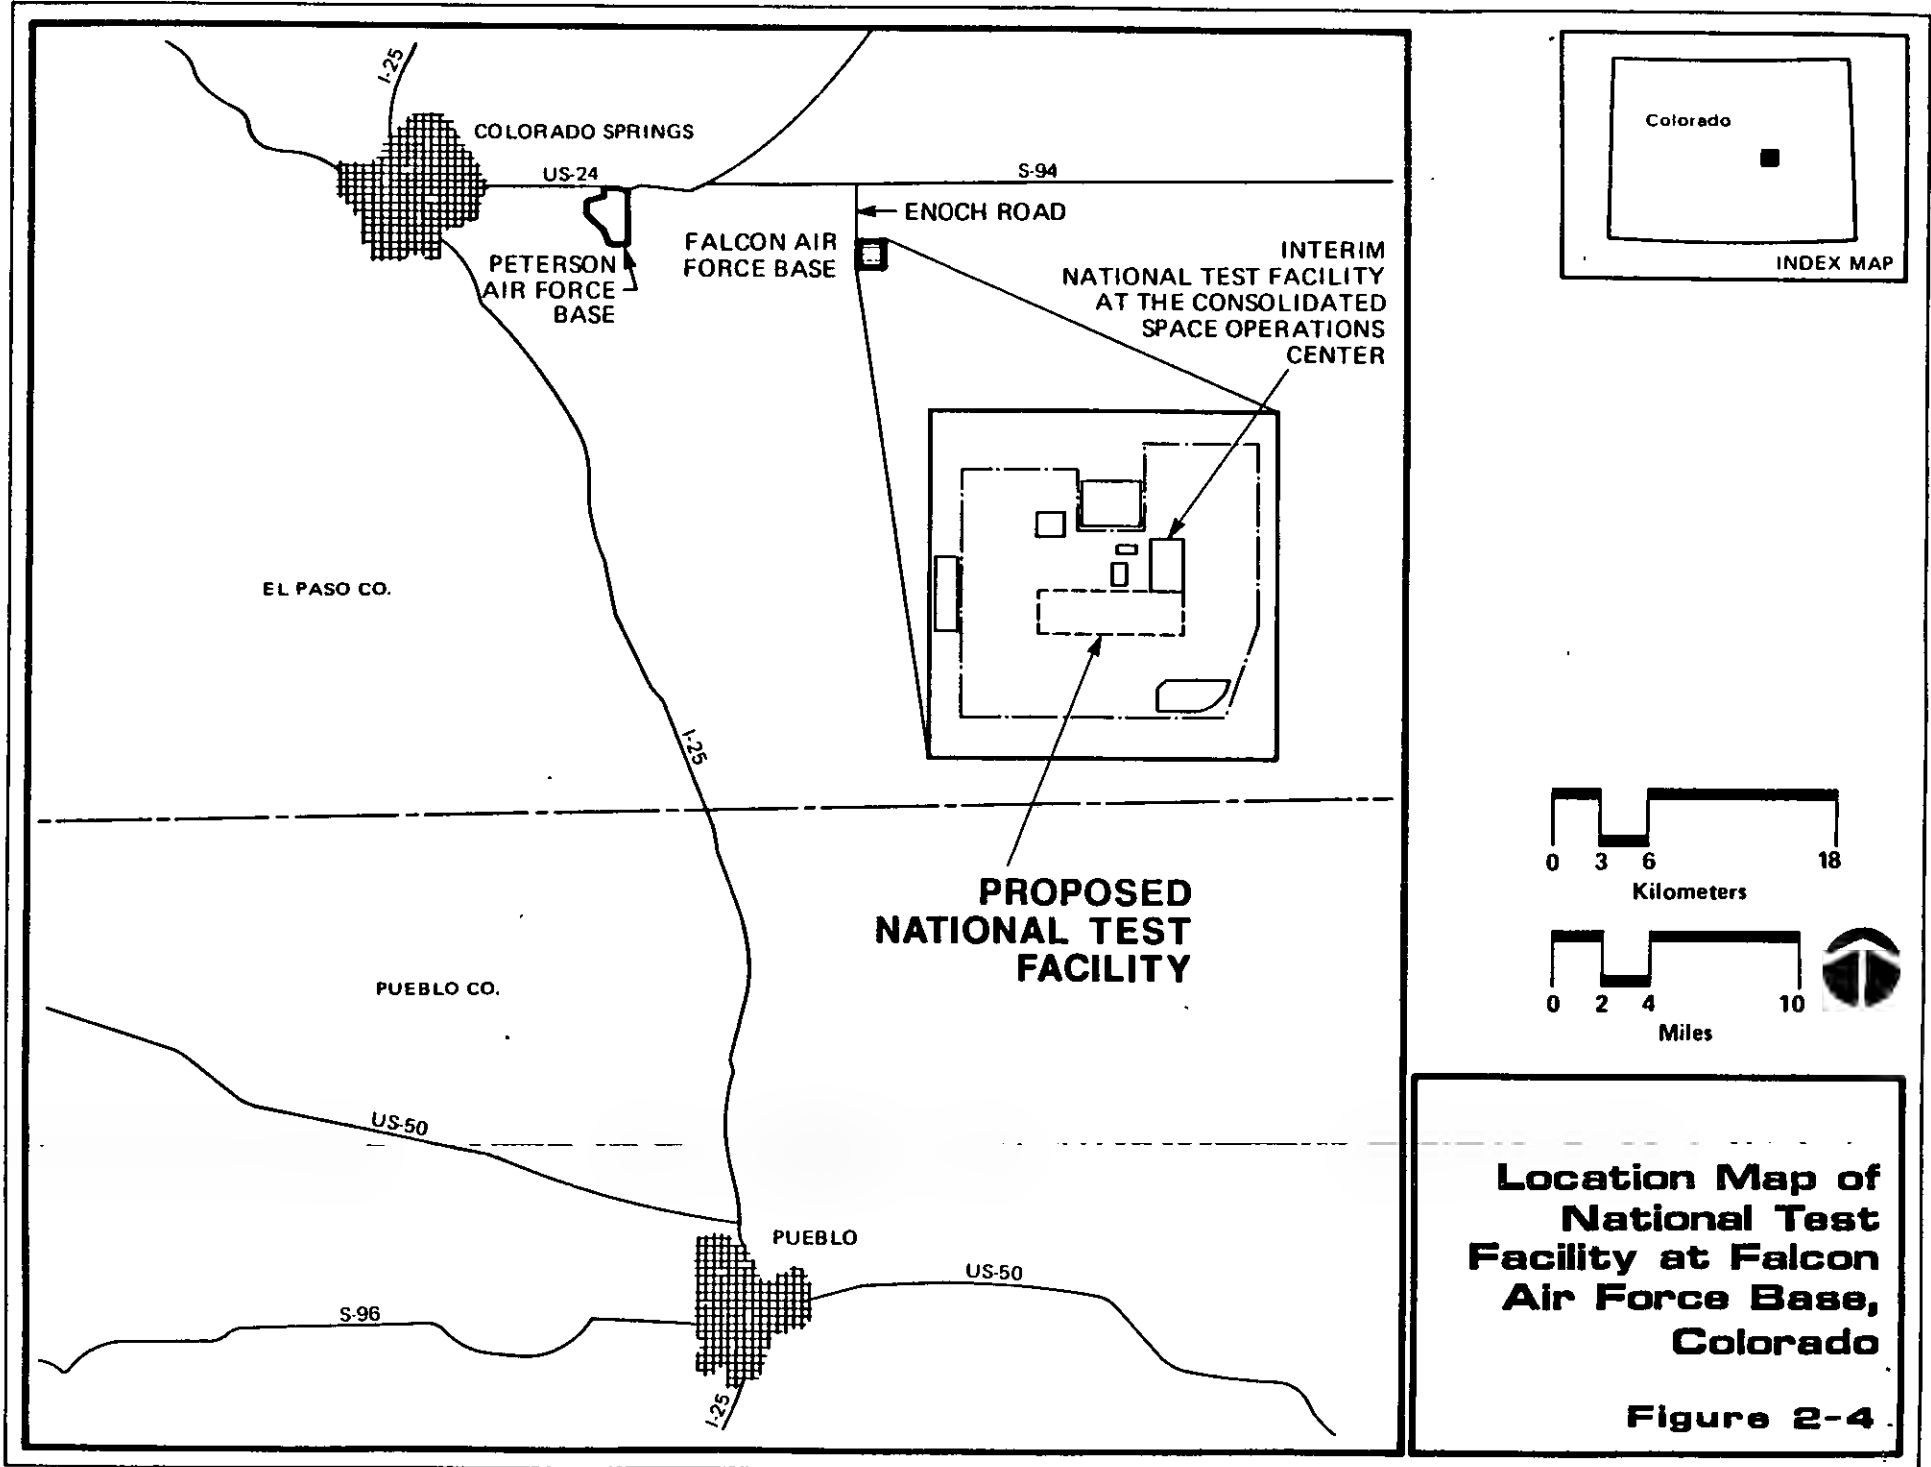 I-25
COLORADO SPRINGS
US-24
S-94
ENOCH ROAD
FALCON AIR
FORCE BASE
PETERSON
AIR FORCE
BASE
INTERIM
NATIONAL TEST FACILITY
AT THE CONSOLIDATED
SPACE OPERATIONS
CENTER
EL PASO CO.
I-25
PROPOSED
NATIONAL TEST
FACILITY
PUEBLO CO.
US-50
PUEBLO
US-50
S-96
I-25
Colorado
INDEX MAP
0 3 6 18
Kilometers
0 2 4 10
Miles
Location Map of
National Test
Facility at Falcon
Air Force Base,
Colorado
Figure 2-4